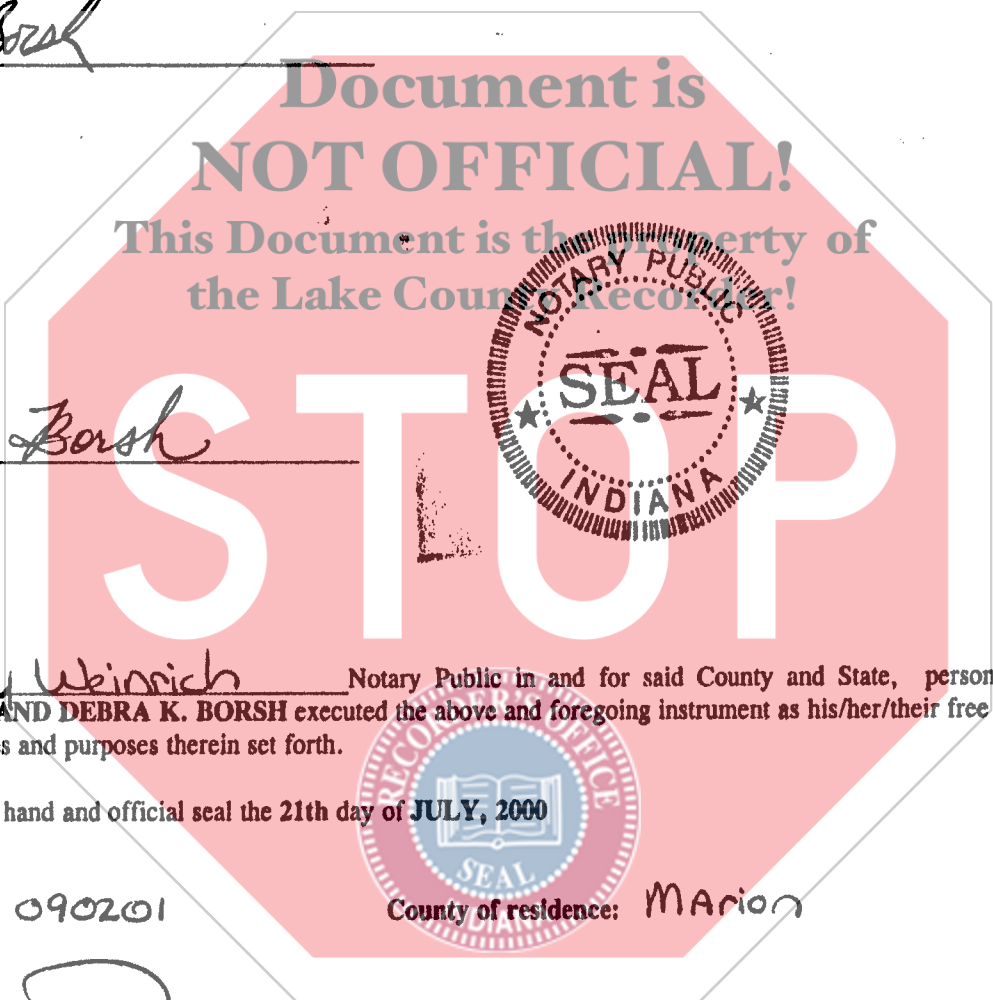 Borsh
Document is
NOT OFFICIAL!
This Document is the property of
the Lake County Recorder!
NOTARY PUBLIC
SEAL
INDIANA
Borsh
STOP
Weinrich Notary Public in and for said County and State, person
AND DEBRA K. BORSH executed the above and foregoing instrument as his/her/their free
s and purposes therein set forth.
RECORDER'S OFFICE
hand and official seal the 21th day of JULY, 2000
SEAL
INDIANA
090201 County of residence: Marion